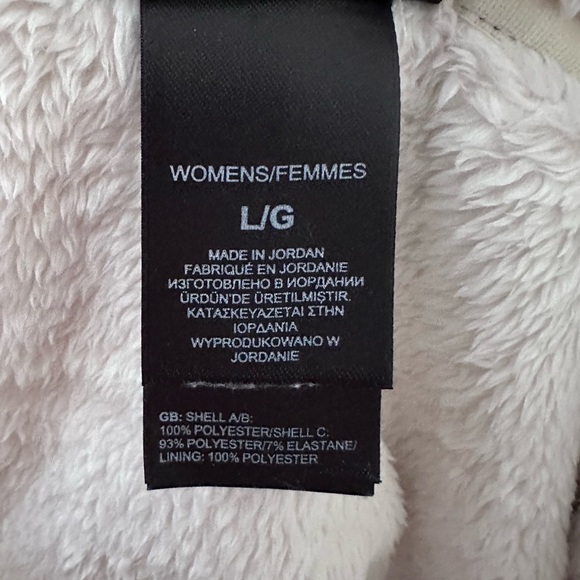 WOMENS/FEMMES
L/G
MADE IN JORDAN
FABRIQUÉ EN JORDANIE
ИЗГОТОВЛЕНО В ИОРДАНИИ
ÜRDÜN'DE ÜRETILMIŞTIR.
ΚΑΤΑΣΚΕΥΑΖΕΤΑΙ ΣΤΗΝ
ΙΟΡΔΑΝΙΑ
WYPRODUKOWANO W
JORDANIE
GB: SHELL A/B:
100% POLYESTER/SHELL C.
93% POLYESTER/7% ELASTANE/
LINING: 100% POLYESTER